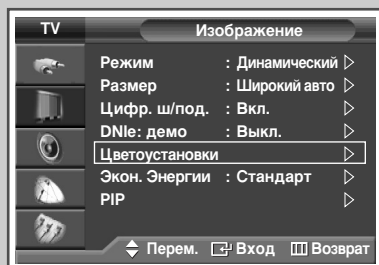 TV Изображение
Режим : Динамический
Размер : Широкий авто
Цифр. ш/под. : Вкл.
DNIe: демо : Выкл.
Цветоустановки
Экон. Энергии : Стандарт
PIP
Перем. Вход Возврат